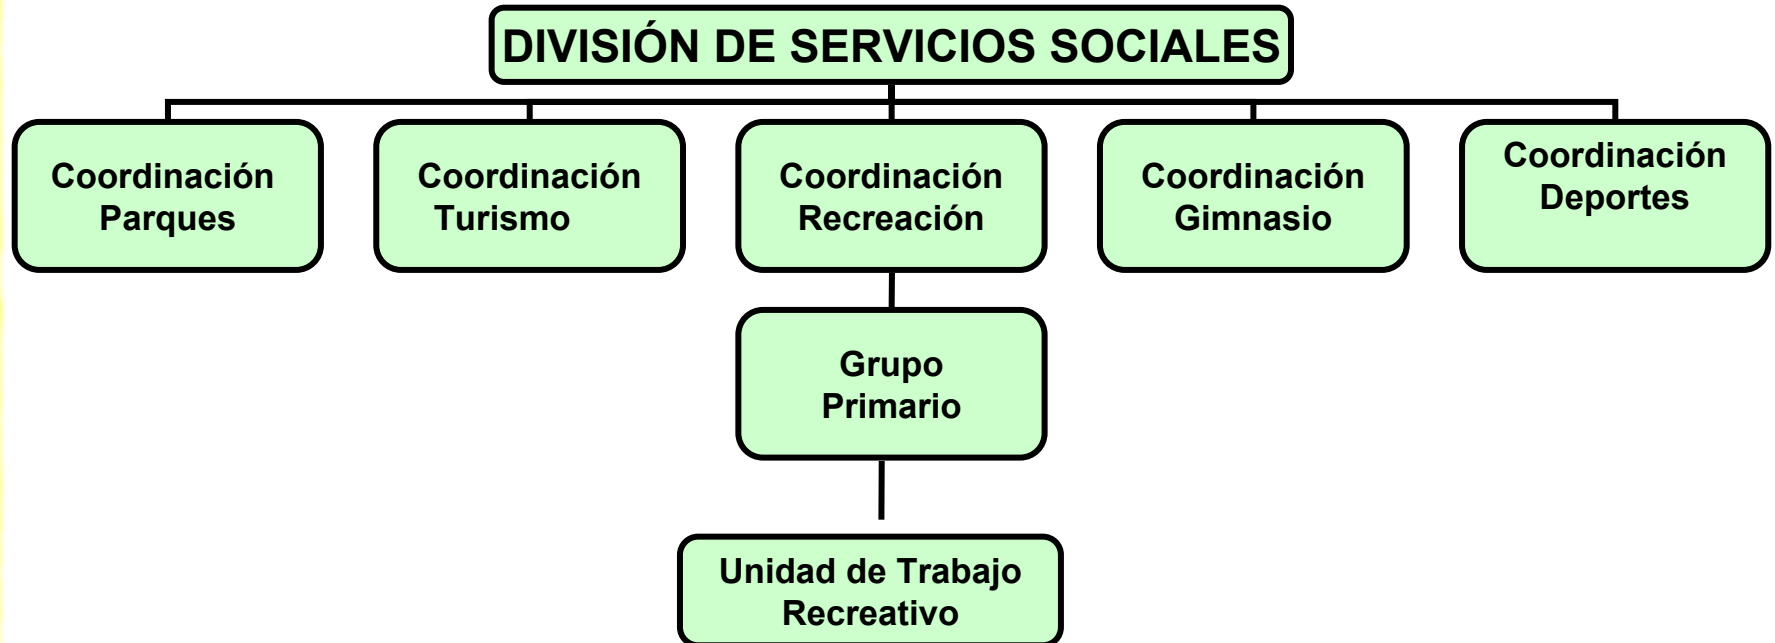 DIVISIÓN DE SERVICIOS SOCIALES
Coordinación
Parques
Coordinación
Turismo
Coordinación
Recreación
Coordinación
Gimnasio
Coordinación
Deportes
Grupo
Primario
Unidad de Trabajo
Recreativo